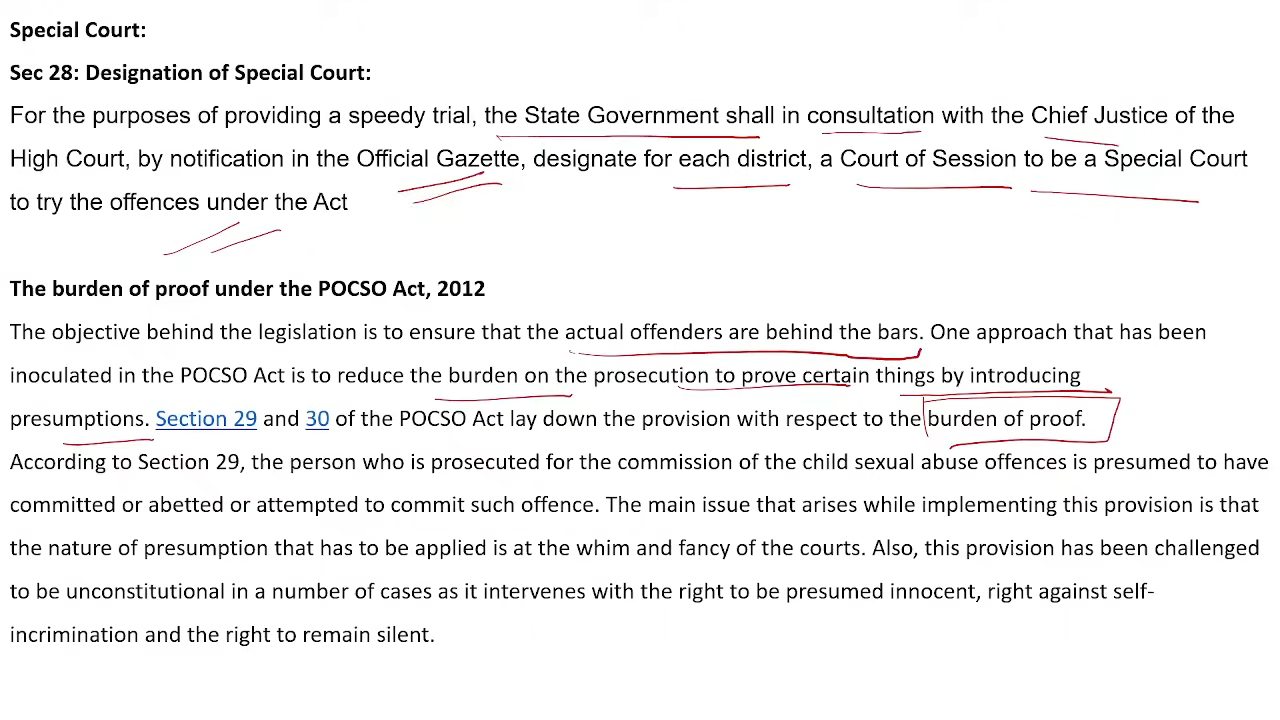 Special Court:
Sec 28: Designation of Special Court:
For the purposes of providing a speedy trial, the State Government shall in consultation with the Chief Justice of the
High Court, by notification in the Official Gazette, designate for each district, a Court of Session to be a Special Court
to try the offences under the Act
The burden of proof under the POCSO Act, 2012
The objective behind the legislation is to ensure that the actual offenders are behind the bars. One approach that has been
inoculated in the POCSO Act is to reduce the burden on the prosecution to prove certain things by introducing
presumptions. Section 29 and 30 of the POCSO Act lay down the provision with respect to the burden of proof.
According to Section 29, the person who is prosecuted for the commission of the child sexual abuse offences is presumed to have
committed or abetted or attempted to commit such offence. The main issue that arises while implementing this provision is that
the nature of presumption that has to be applied is at the whim and fancy of the courts. Also, this provision has been challenged
to be unconstitutional in a number of cases as it intervenes with the right to be presumed innocent, right against self-
incrimination and the right to remain silent.